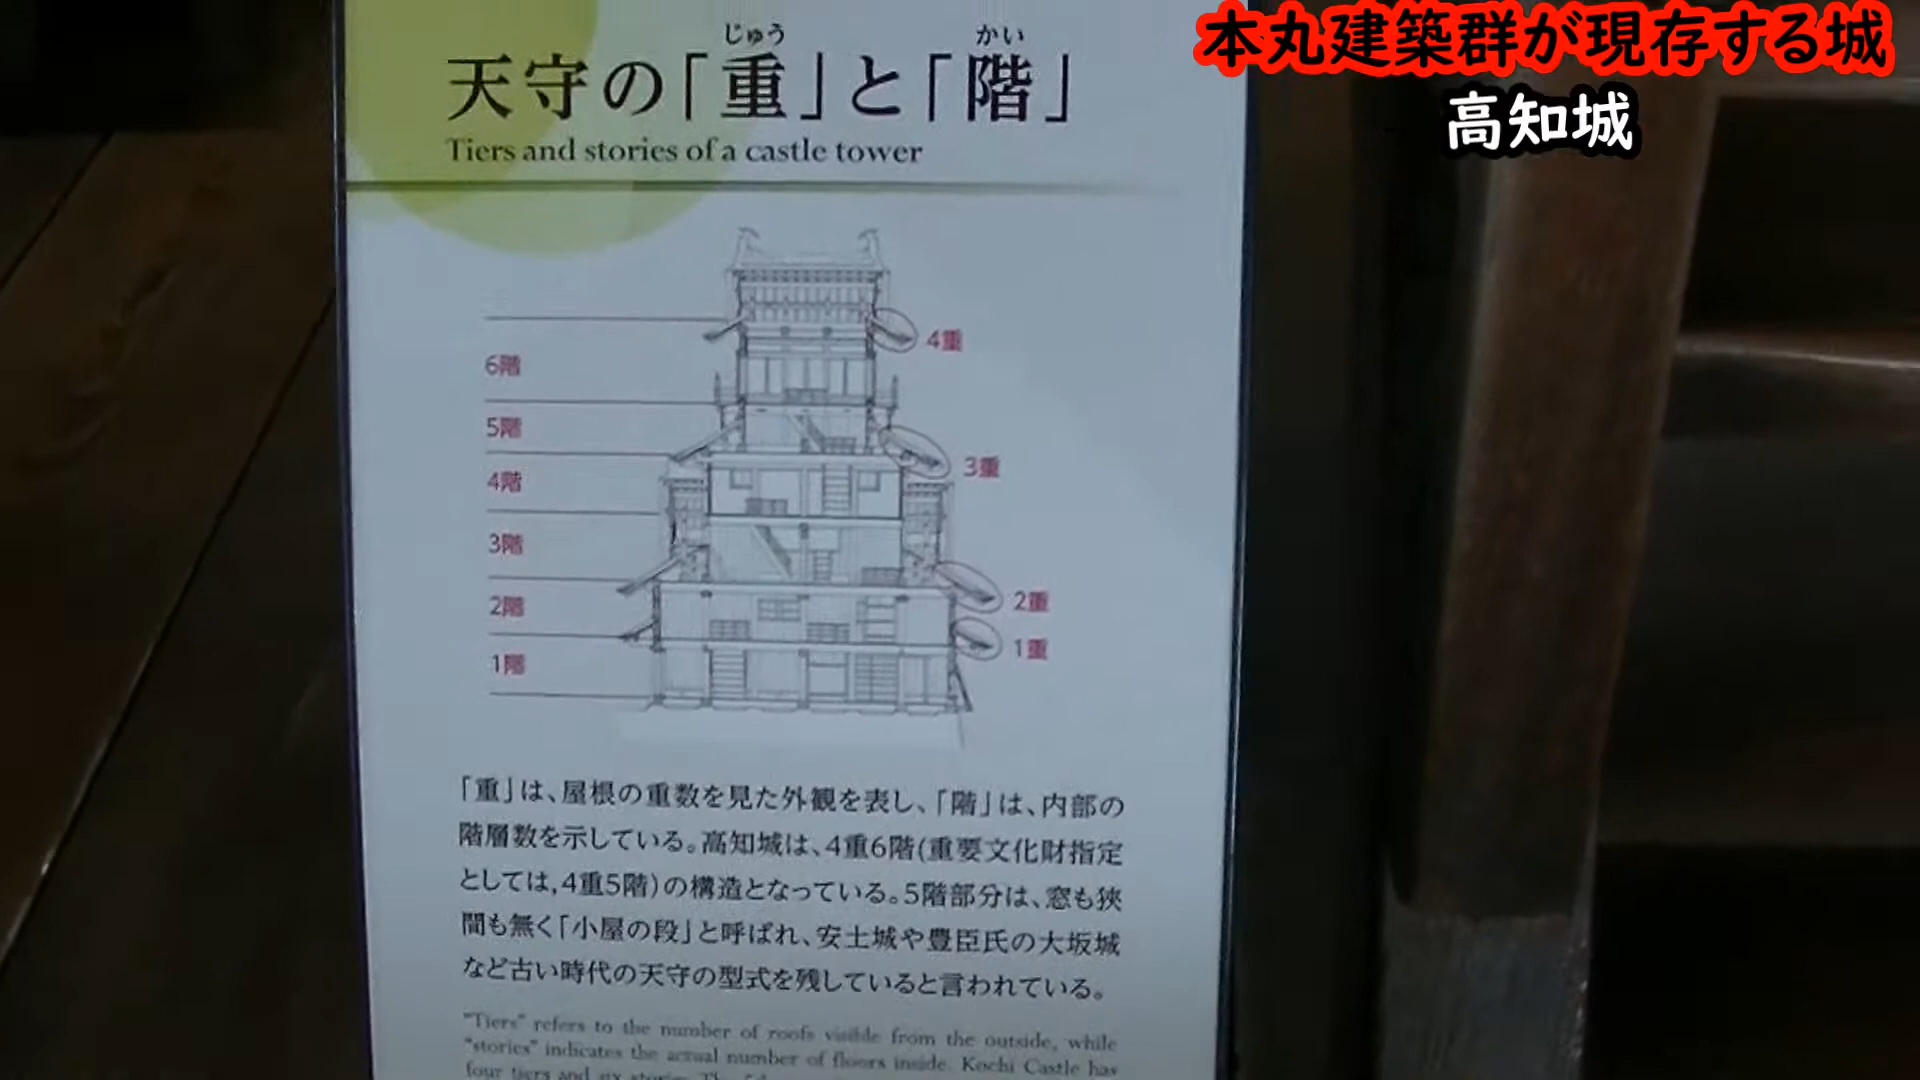 本丸建築群が現存する城
高知城
じゅう かい
天守の「重」と「階」
Tiers and stories of a castle tower
4重
6階
5階
3重
4階
3階
2階
2重
1重
1階
「重」は、屋根の重数を見た外観を表し、「階」は、内部の
階層数を示している。高知城は、4重6階(重要文化財指定
としては,4重5階)の構造となっている。5階部分は、窓も狭
間も無く「小屋の段」と呼ばれ、安土城や豊臣氏の大坂城
など古い時代の天守の型式を残していると言われている。
"Tiers" refers to the number of roofs visible from the outside, while
"stories" indicates the actual number of floors inside. Kochi Castle has
four tiers and six stories. The